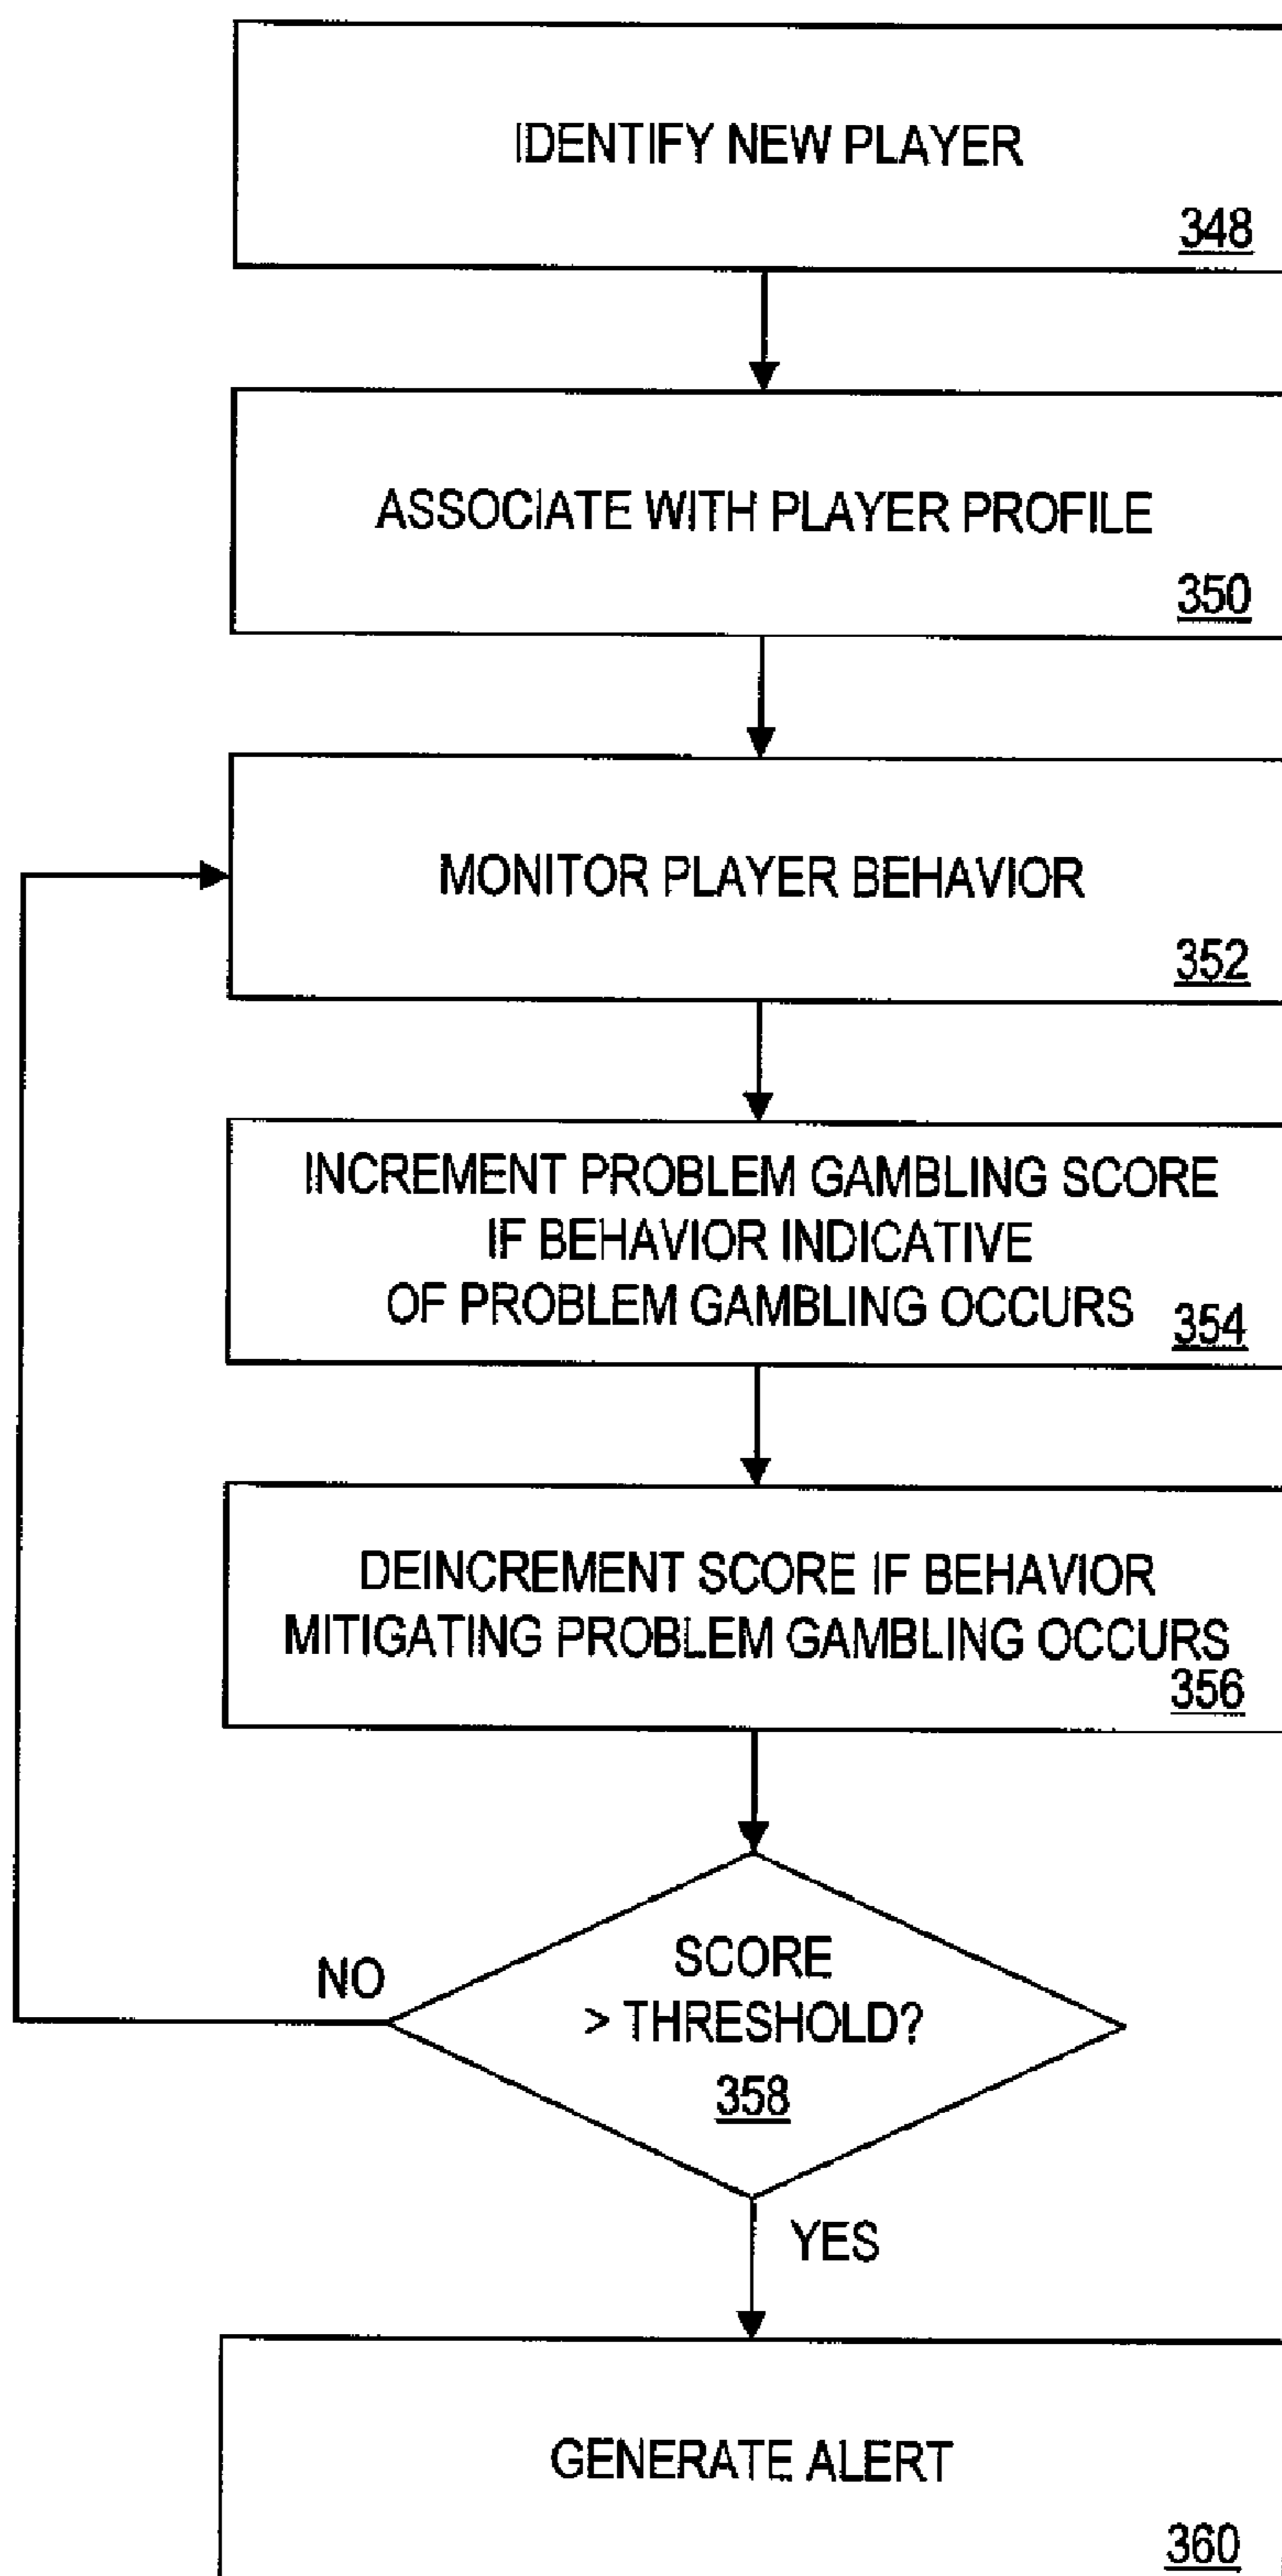 IDENTIFY NEW PLAYER
348
ASSOCIATE WITH PLAYER PROFILE
350
MONITOR PLAYER BEHAVIOR
352
INCREMENT PROBLEM GAMBLING SCORE
IF BEHAVIOR INDICATIVE
OF PROBLEM GAMBLING OCCURS
354
DEINCREMENT SCORE IF BEHAVIOR
MITIGATING PROBLEM GAMBLING OCCURS
356
SCORE
> THRESHOLD?
358
NO
YES
GENERATE ALERT
360